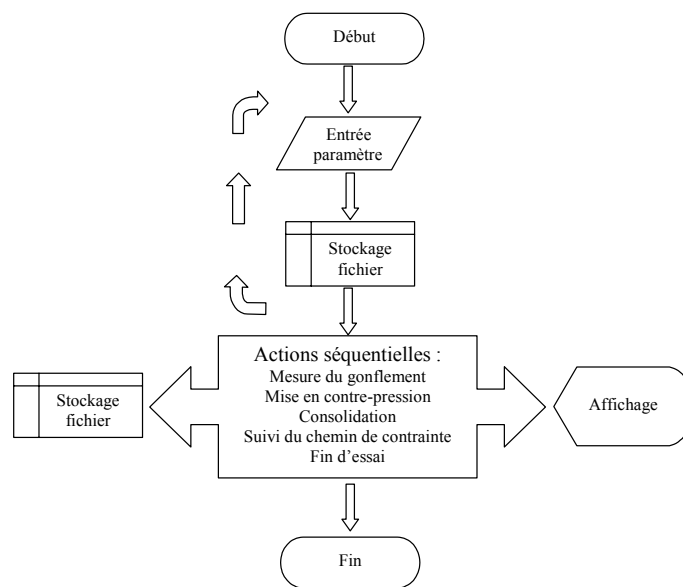 Début
Entrée
paramètre
Stockage
fichier
Actions séquentielles :
Mesure du gonflement
Mise en contre-pression
Consolidation
Suivi du chemin de contrainte
Fin d'essai
Stockage
fichier
Affichage
Fin